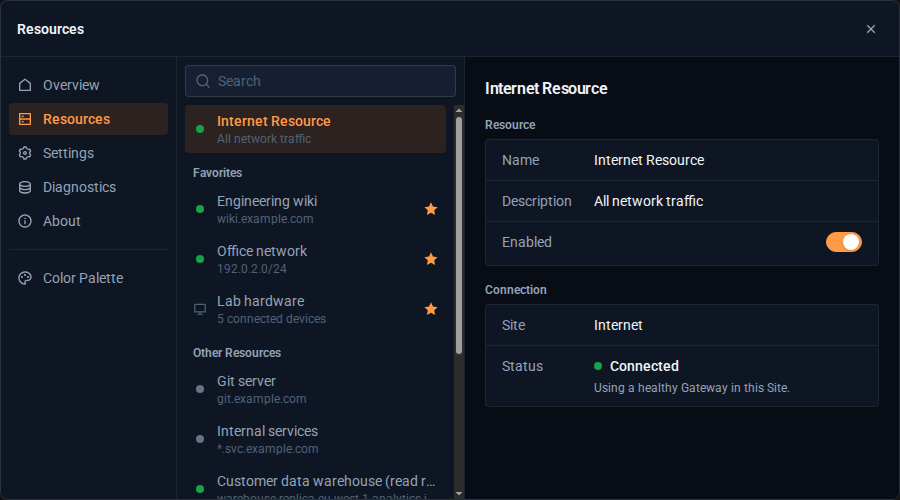 Resources
Overview
Resources
Settings
Diagnostics
About
Color Palette
Search
Internet Resource
All network traffic
Favorites
Engineering wiki
wiki.example.com
Office network
192.0.2.0/24
Lab hardware
5 connected devices
Other Resources
Git server
git.example.com
Internal services
*.svc.example.com
Customer data warehouse (read r...
Internet Resource
Resource
Name Internet Resource
Description All network traffic
Enabled
Connection
Site Internet
Status Connected
Using a healthy Gateway in this Site.